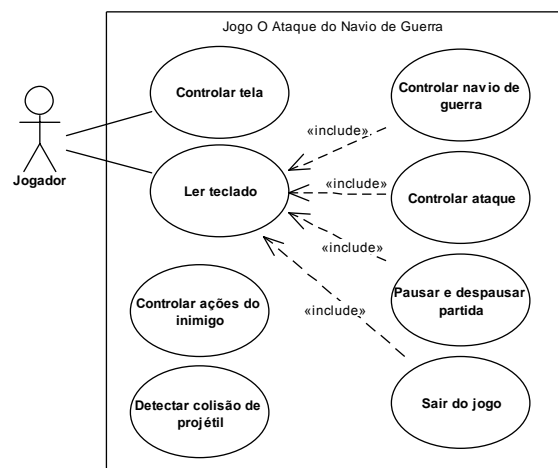 Jogo O Ataque do Navio de Guerra
Controlar tela
Controlar navio de
guerra
«include»
Jogador
Ler teclado
«include»
Controlar ataque
«include»
Controlar ações do
inimigo
«include»
Pausar e despausar
partida
Detectar colisão de
projétil
Sair do jogo